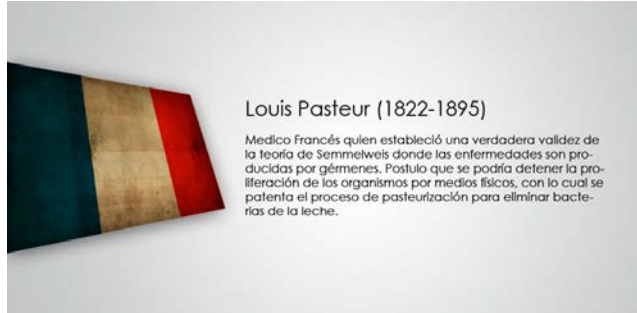 Louis Pasteur (1822-1895)
Medico Francés quien estableció una verdadera validez de
la teoría de Semmelweis donde las enfermedades son pro-
ducidas por gérmenes. Postulo que se podría detener la pro-
liferación de los organismos por medios físicos, con lo cual se
patenta el proceso de pasteurización para eliminar bacte-
rias de la leche.